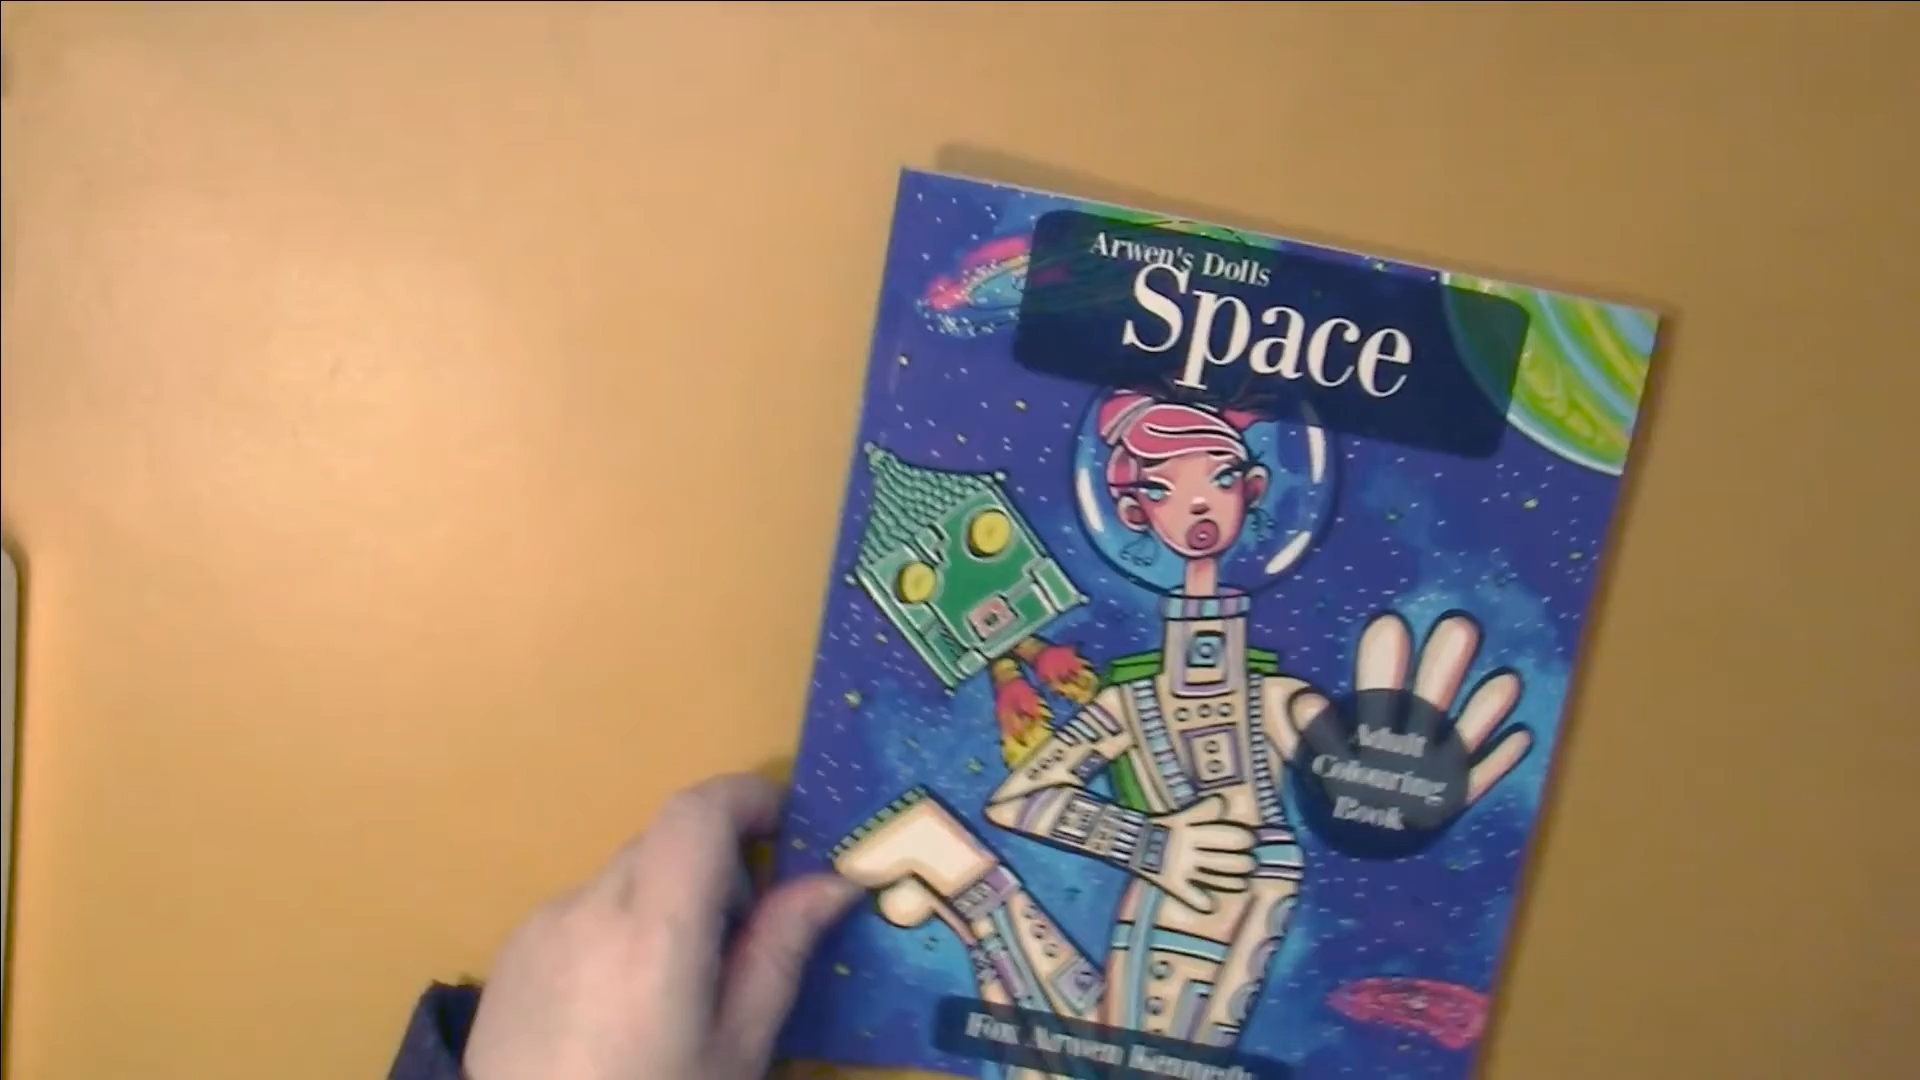 Arwen's Dolls
Space
Adult
Colouring
Book
Fox Arwen Kennedy